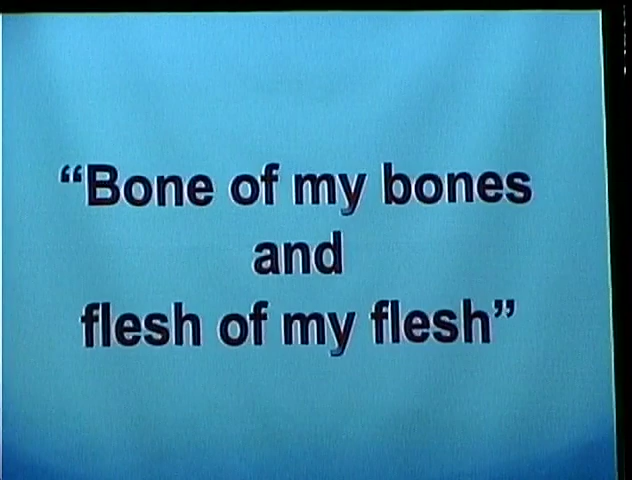 “Bone of my bones
and
flesh of my flesh”